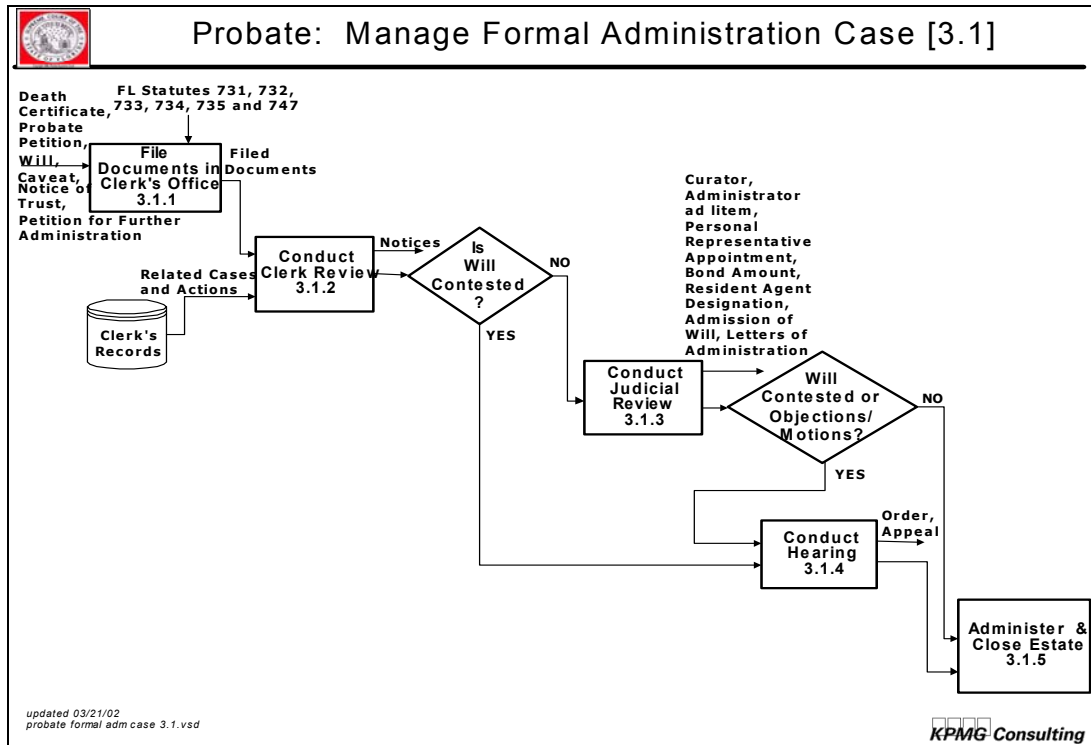 Probate: Manage Formal Administration Case [3.1]
Death
Certificate,
Probate
Petition,
Will,
Caveat,
Notice of
Trust,
Petition for Further
Administration
FL Statutes 731, 732,
733, 734, 735 and 747
File
Documents in
Clerk's Office
3.1.1
Filed
Documents
Related Cases
and Actions
Clerk's
Records
Conduct
Clerk Review
3.1.2
Notices
Is
Will
Contested
?
NO
YES
Conduct
Judicial
Review
3.1.3
Curator,
Administrator
ad litem,
Personal
Representative
Appointment,
Bond Amount,
Resident Agent
Designation,
Admission of
Will, Letters of
Administration
Will
Contested or
Objections/
Motions?
NO
YES
Conduct
Hearing
3.1.4
Order,
Appeal
Administer & 
Close Estate
3.1.5
updated 03/21/02
probate formal adm case 3.1.vsd
KPMG Consulting